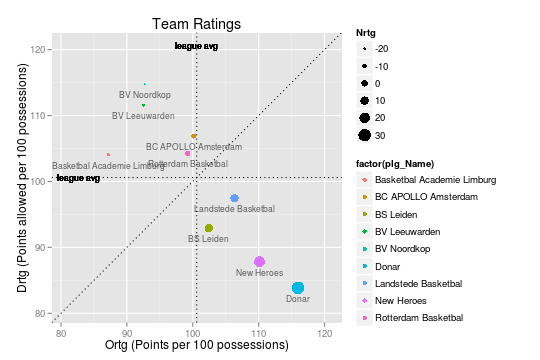 Team Ratings
Drtg (Points allowed per 100 possessions)
120
110
100
90
80
league avg
BV Noordkop
BV Leeuwarden
BC APOLLO Amsterdam
Basketbal Academie Limburg
Rotterdam Basketbal
league avg
Landstede Basketbal
BS Leiden
New Heroes
Donar
80
90
100
110
120
Ortg (Points per 100 possessions)
Nrtg
-20
-10
0
10
20
30
factor(plg_Name)
Basketbal Academie Limburg
BC APOLLO Amsterdam
BS Leiden
BV Leeuwarden
BV Noordkop
Donar
Landstede Basketbal
New Heroes
Rotterdam Basketbal